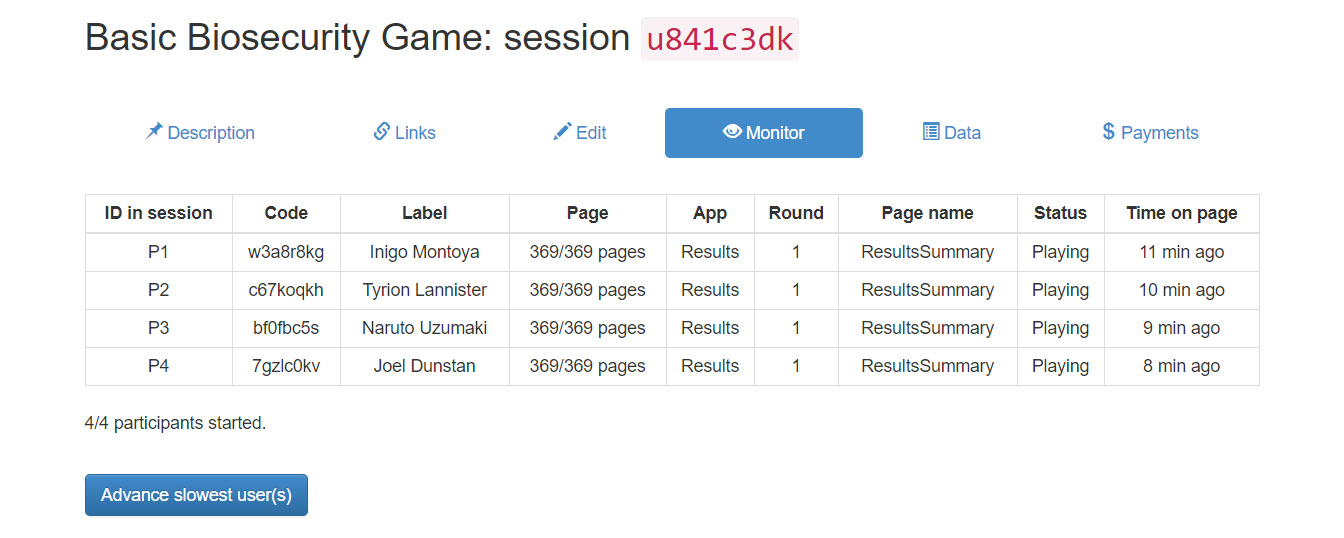 Basic Biosecurity Game: session u841c3dk
Description Links Edit Monitor Data Payments
ID in session Code Label Page App Round Page name Status Time on page
P1 w3a8r8kg Inigo Montoya 369/369 pages Results 1 ResultsSummary Playing 11 min ago
P2 c67koqkh Tyrion Lannister 369/369 pages Results 1 ResultsSummary Playing 10 min ago
P3 bf0fbc5s Naruto Uzumaki 369/369 pages Results 1 ResultsSummary Playing 9 min ago
P4 7gzlc0kv Joel Dunstan 369/369 pages Results 1 ResultsSummary Playing 8 min ago
4/4 participants started.
Advance slowest user(s)